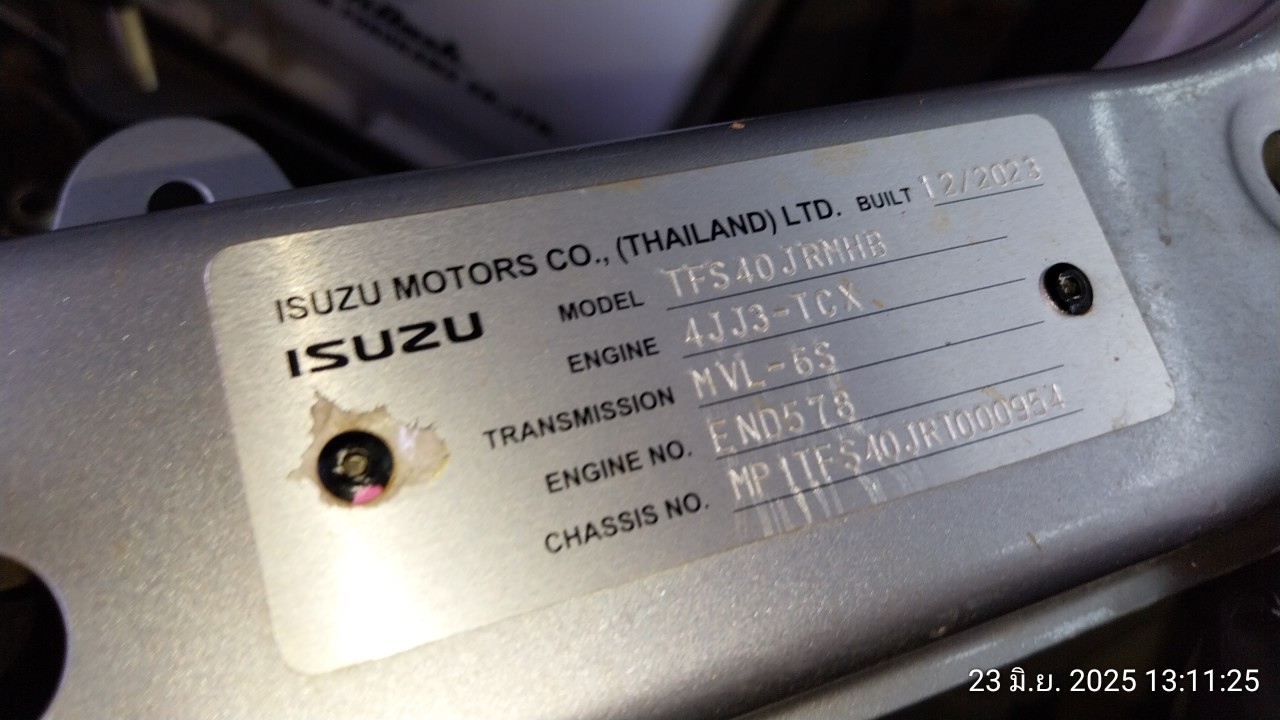 ISUZU MOTORS CO., (THAILAND) LTD. BUILT 12/2023
ISUZU
MODEL TFS40JRMHB
ENGINE 4JJ3-TCX
TRANSMISSION MVL-6S
ENGINE NO. END578
CHASSIS NO. MP1TFS40JRT000954
23 มิ.ย. 2025 13:11:25